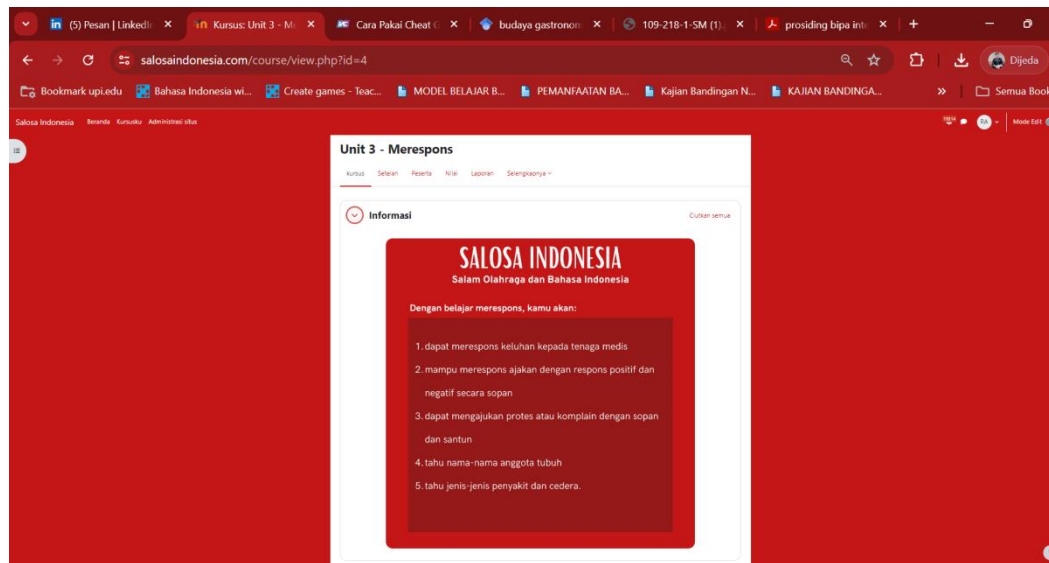 (5) Pesan | LinkedIn
Kursus: Unit 3 - Me
Cara Pakai Cheat G
budaya gastronom
109-218-1-SM (1).
prosiding bipa inte
salosaindonesia.com/course/view.php?id=4
Dijeda
Bookmark upi.edu
Bahasa Indonesia wi...
Create games - Teac...
MODEL BELAJAR B...
PEMANFAATAN BA...
Kajian Bandingan N...
KAJIAN BANDINGA...
»
Semua Book
Salosa Indonesia
Beranda
Kursusku
Administrasi situs
RA
Mode Edit
Unit 3 - Merespons
Kursus
Setelan
Peserta
Nilai
Laporan
Selengkapnya
Informasi
Ciutkan semua
SALOSA INDONESIA
Salam Olahraga dan Bahasa Indonesia
Dengan belajar merespons, kamu akan:
1. dapat merespons keluhan kepada tenaga medis
2. mampu merespons ajakan dengan respons positif dan
negatif secara sopan
3. dapat mengajukan protes atau komplain dengan sopan
dan santun
4. tahu nama-nama anggota tubuh
5. tahu jenis-jenis penyakit dan cedera.